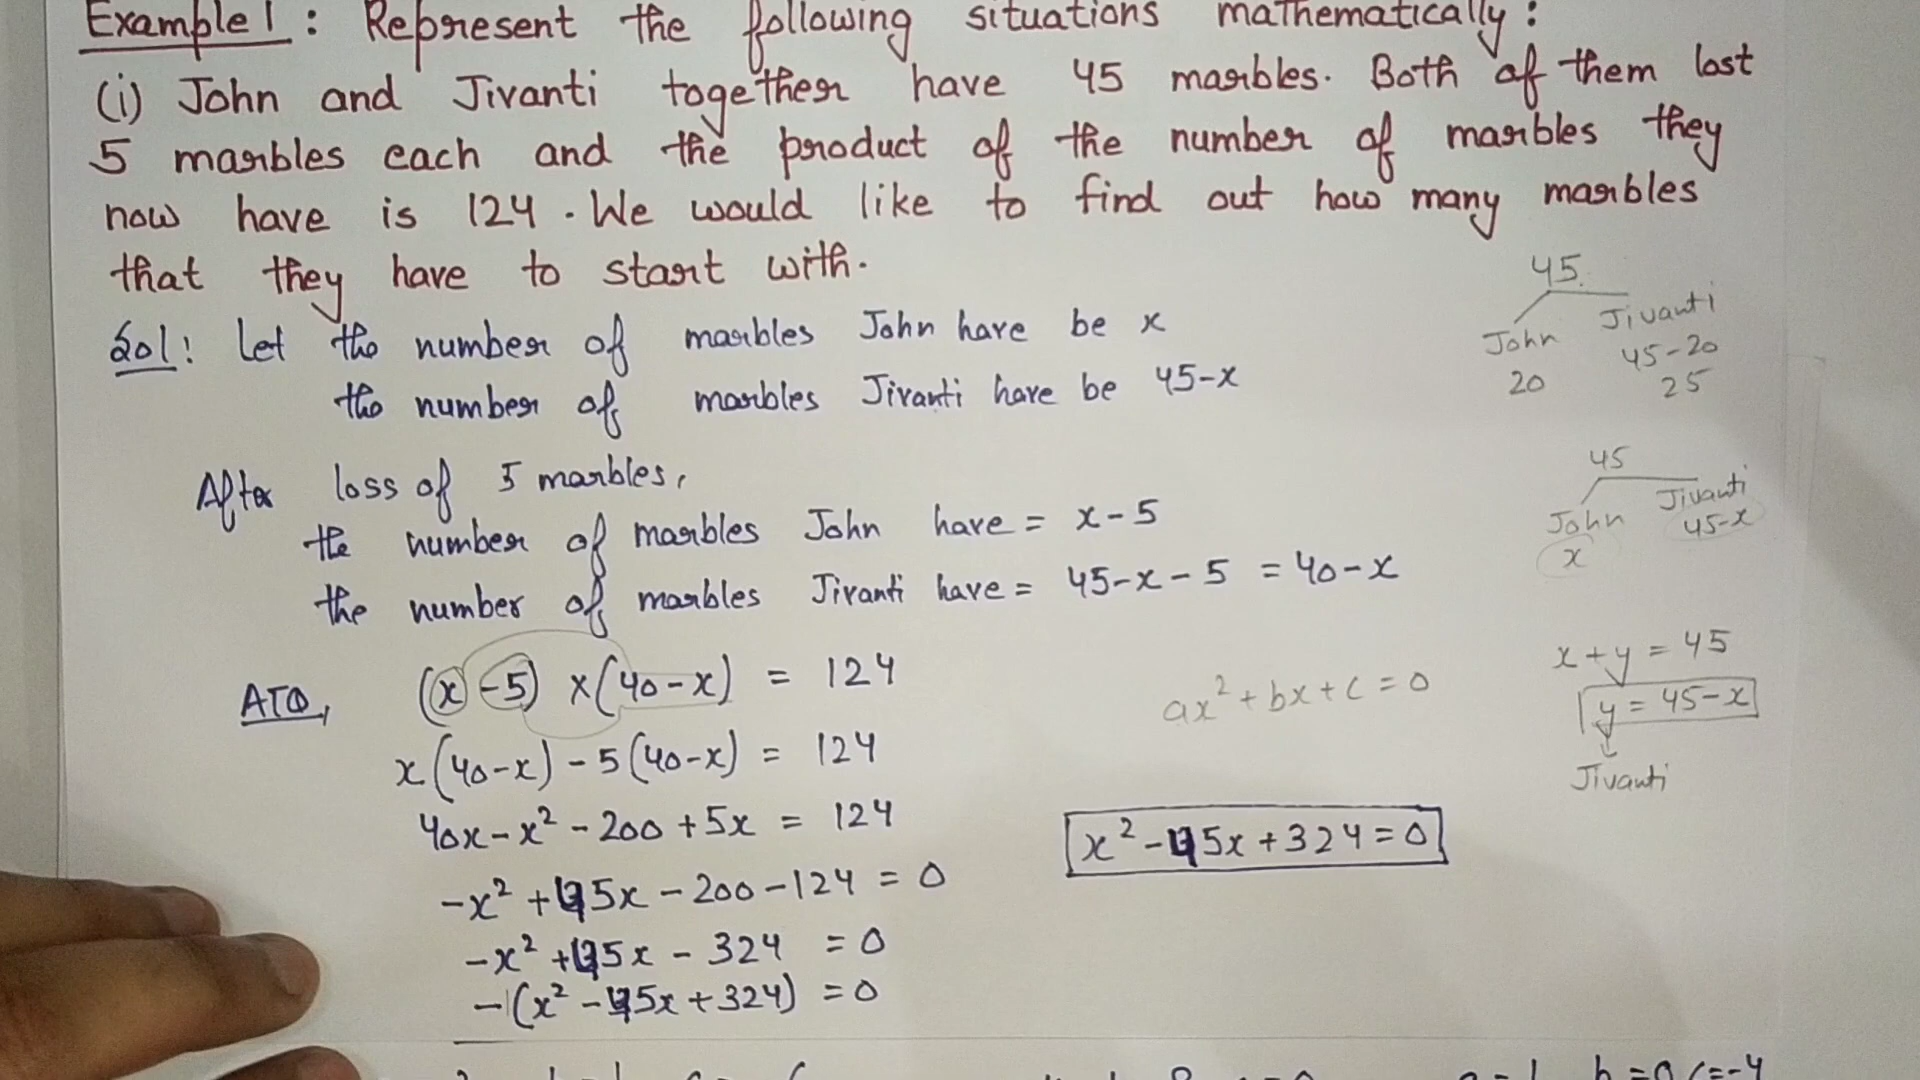 Example 1 : Represent the following situations mathematically :
(i) John and Jivanti together have 45 marbles. Both of them lost
5 marbles each and the product of the number of marbles they
now have is 124. We would like to find out how many marbles
that they have to start with.
Sol: Let the number of marbles John have be x
the number of marbles Jivanti have be 45-x
45
John Jivanti
20 45-20
25
After loss of 5 marbles,
the number of marbles John have = x-5
the number of marbles Jivanti have = 45-x-5 = 40-x
45
John Jivanti
x 45-x
ATQ, (x-5) x (40-x) = 124
x(40-x) - 5(40-x) = 124
40x - x² - 200 + 5x = 124
-x² + 45x - 200 - 124 = 0
-x² + 45x - 324 = 0
-(x² - 45x + 324) = 0
ax² + bx + c = 0
x + y = 45
y = 45-x
Jivanti
x² - 45x + 324 = 0